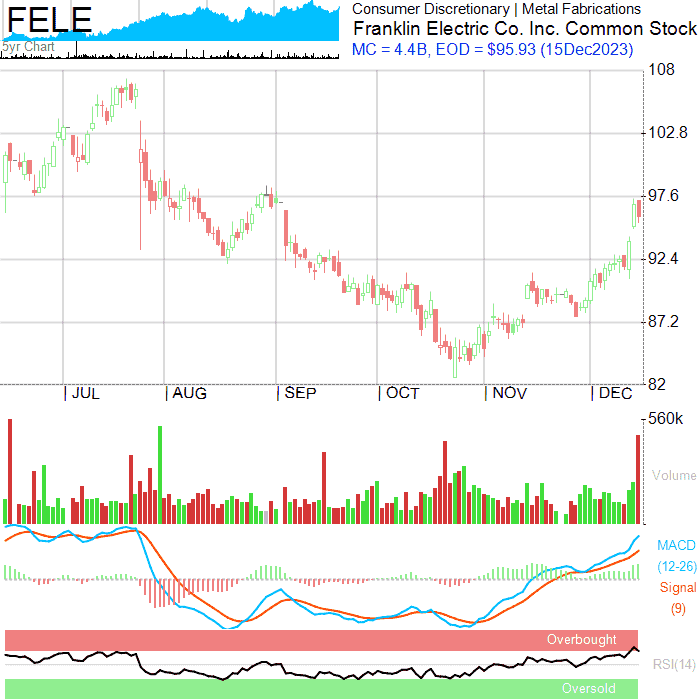 FELE
5yr Chart
Consumer Discretionary | Metal Fabrications
Franklin Electric Co. Inc. Common Stock
MC = 4.4B, EOD = $95.93 (15Dec2023)
108
102.8
97.6
92.4
87.2
82
| JUL | AUG | SEP | OCT | NOV | DEC
560k
Volume
MACD
(12-26)
Signal
(9)
Overbought
RSI(14)
Oversold